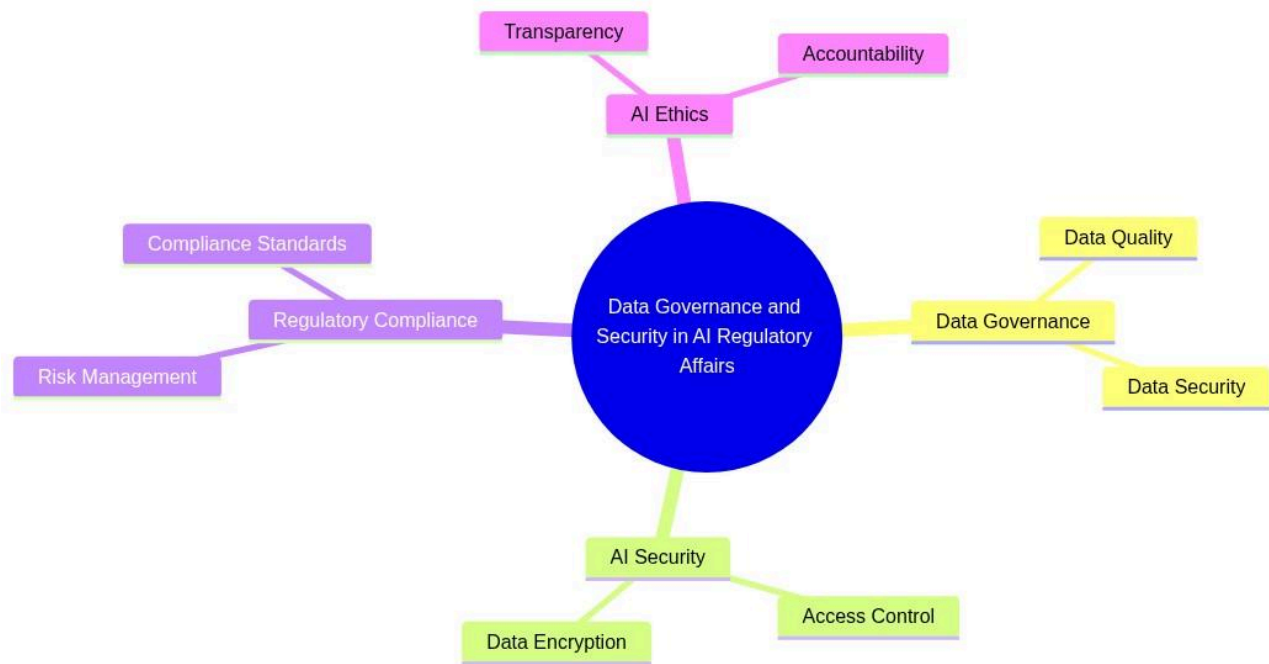 Transparency
Accountability
AI Ethics
Compliance Standards
Data Quality
Regulatory Compliance
Data Governance and
Security in AI Regulatory
Affairs
Data Governance
Risk Management
Data Security
AI Security
Access Control
Data Encryption